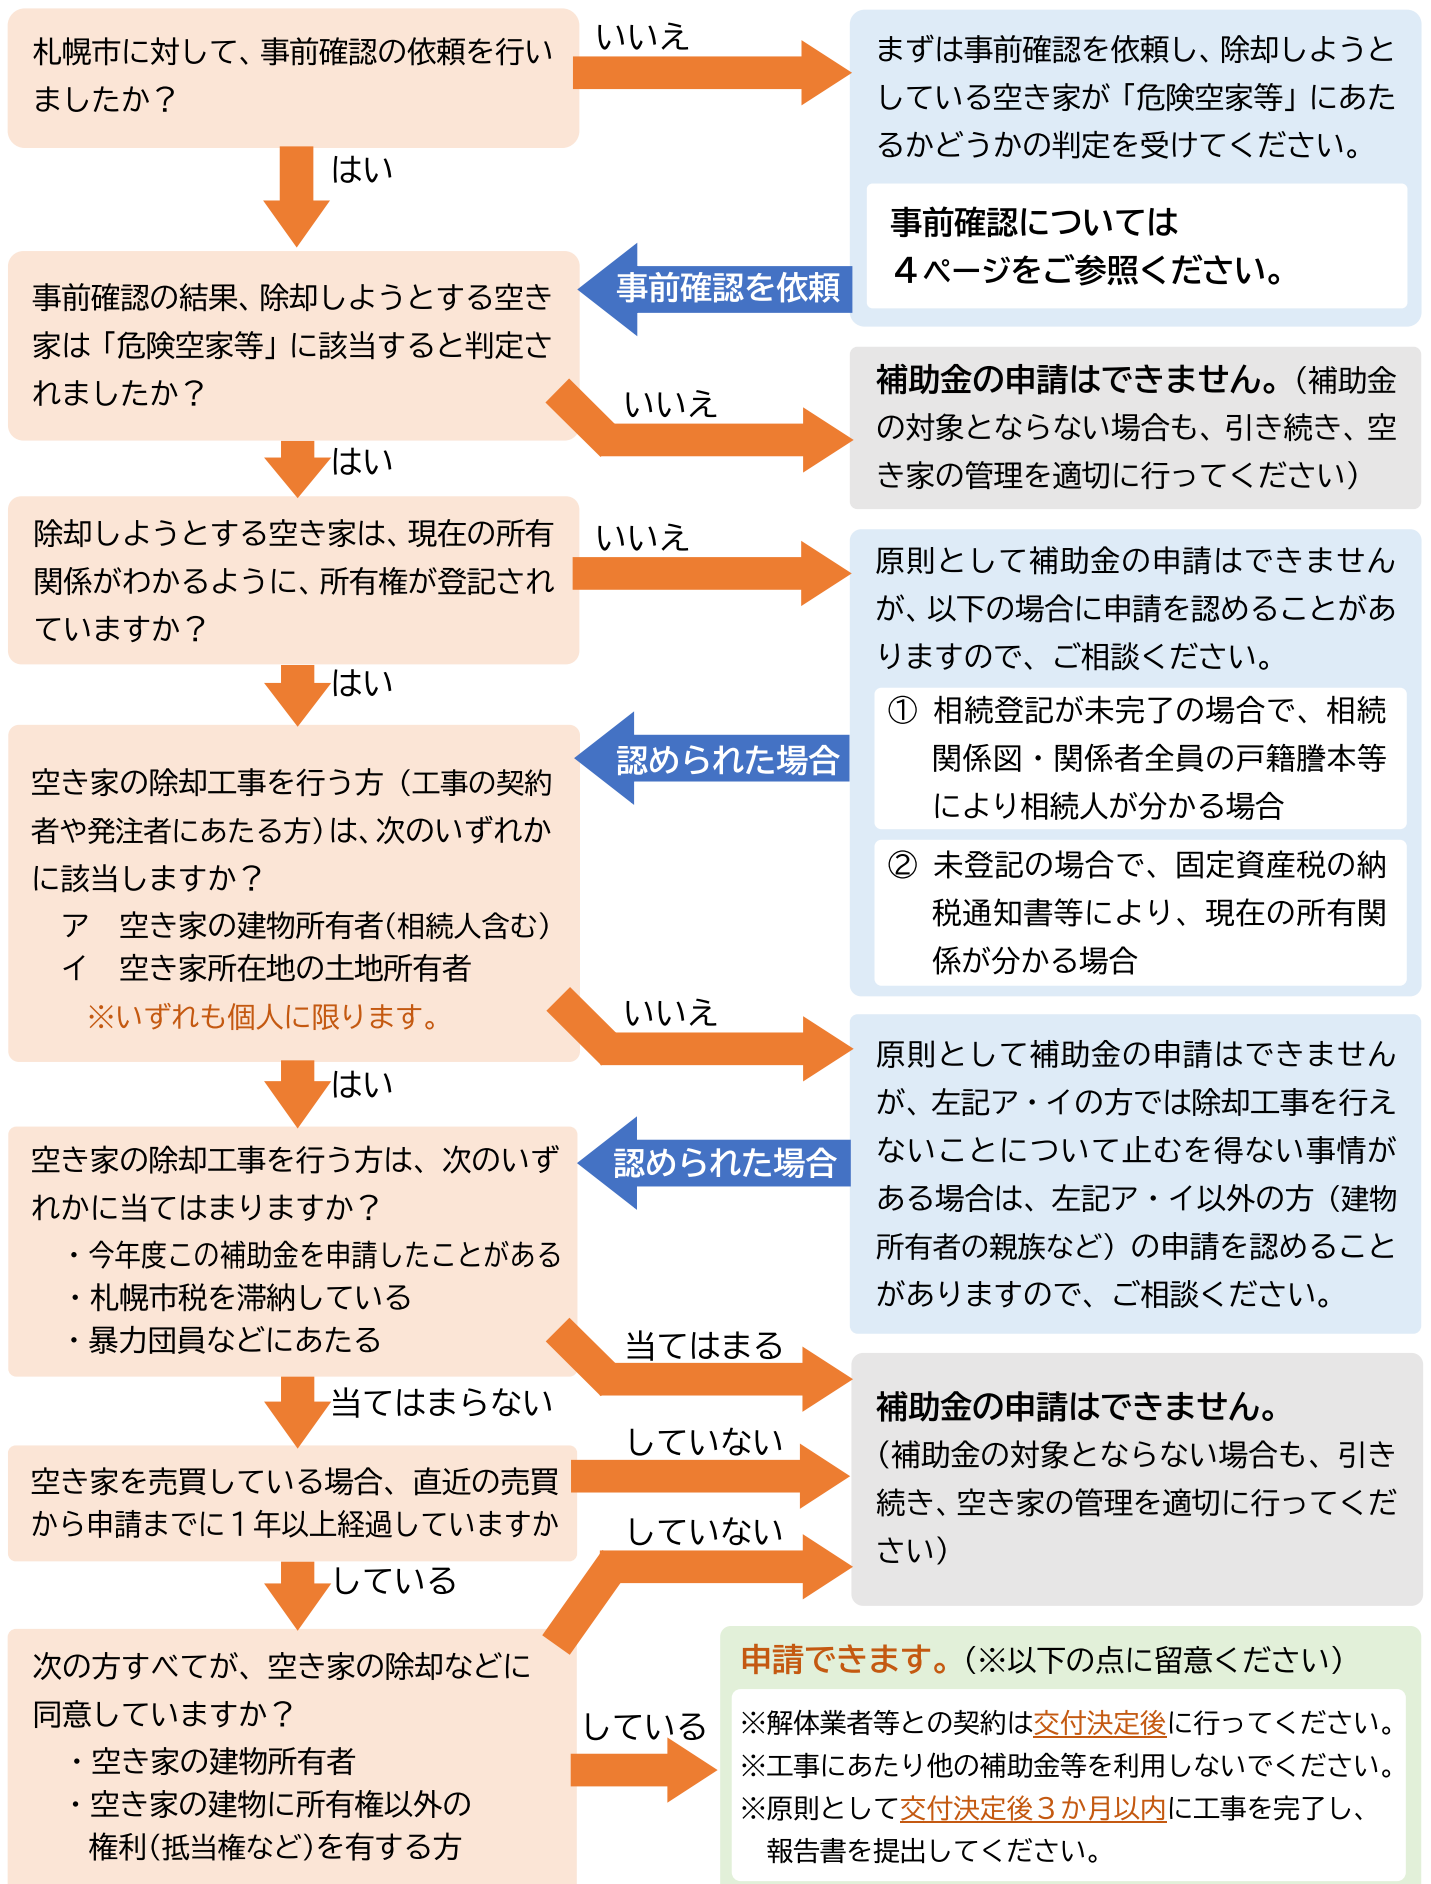 札幌市に対して、事前確認の依頼を行い
ましたか？
いいえ
まずは事前確認を依頼し、除却しようと
している空き家が「危険空家等」にあた
るかどうかの判定を受けてください。
事前確認については
４ページをご参照ください。
はい
事前確認を依頼
事前確認の結果、除却しようとする空き
家は「危険空家等」に該当すると判定さ
れましたか？
いいえ
補助金の申請はできません。（補助金
の対象とならない場合も、引き続き、空
き家の管理を適切に行ってください）
はい
除却しようとする空き家は、現在の所有
関係がわかるように、所有権が登記され
ていますか？
いいえ
原則として補助金の申請はできません
が、以下の場合に申請を認めることがあ
りますので、ご相談ください。
① 相続登記が未完了の場合で、相続
関係図・関係者全員の戸籍謄本等
により相続人が分かる場合
② 未登記の場合で、固定資産税の納
税通知書等により、現在の所有関
係が分かる場合
はい
認められた場合
空き家の除却工事を行う方（工事の契約
者や発注者にあたる方）は、次のいずれか
に該当しますか？
ア　空き家の建物所有者（相続人含む）
イ　空き家所在地の土地所有者
※いずれも個人に限ります。
いいえ
原則として補助金の申請はできません
が、左記ア・イの方では除却工事を行え
ないことについて止むを得ない事情が
ある場合は、左記ア・イ以外の方（建物
所有者の親族など）の申請を認めること
がありますので、ご相談ください。
はい
認められた場合
空き家の除却工事を行う方は、次のいず
れかに当てはまりますか？
・今年度この補助金を申請したことがある
・札幌市税を滞納している
・暴力団員などにあたる
当てはまる
補助金の申請はできません。
（補助金の対象とならない場合も、引き
続き、空き家の管理を適切に行ってくだ
さい）
当てはまらない
空き家を売買している場合、直近の売買
から申請までに１年以上経過していますか
していない
している
していない
次の方すべてが、空き家の除却などに
同意していますか？
・空き家の建物所有者
・空き家の建物に所有権以外の
権利（抵当権など）を有する方
している
申請できます。（※以下の点に留意ください）
※解体業者等との契約は交付決定後に行ってください。
※工事にあたり他の補助金等を利用しないでください。
※原則として交付決定後３か月以内に工事を完了し、
報告書を提出してください。